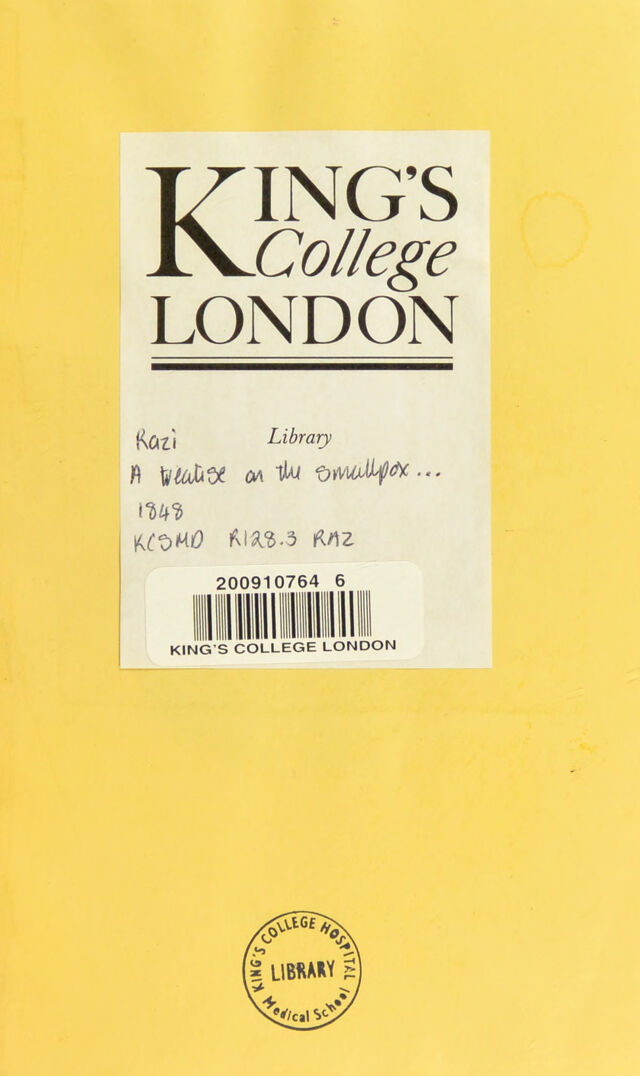 KING'S
College
LONDON
Razi Library
A treatise on the smallpox ...
1848
KCSMD R128.3 RAZ
200910764 6
KING'S COLLEGE LONDON
KING'S COLLEGE HOSPITAL
LIBRARY
Medical School